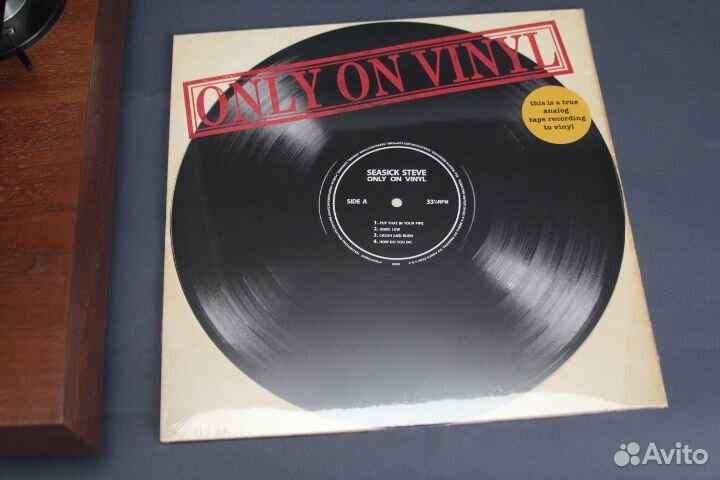 ONLY ON VINYL
this is a true
analog
tape recording
to vinyl
SEASICK STEVE
ONLY ON VINYL
SIDE A
33⅓RPM
1. PUT THAT IN YOUR PIPE
2. HOBO LOW
3. CRASH AND BURN
4. HOW DO YOU DO
Avito